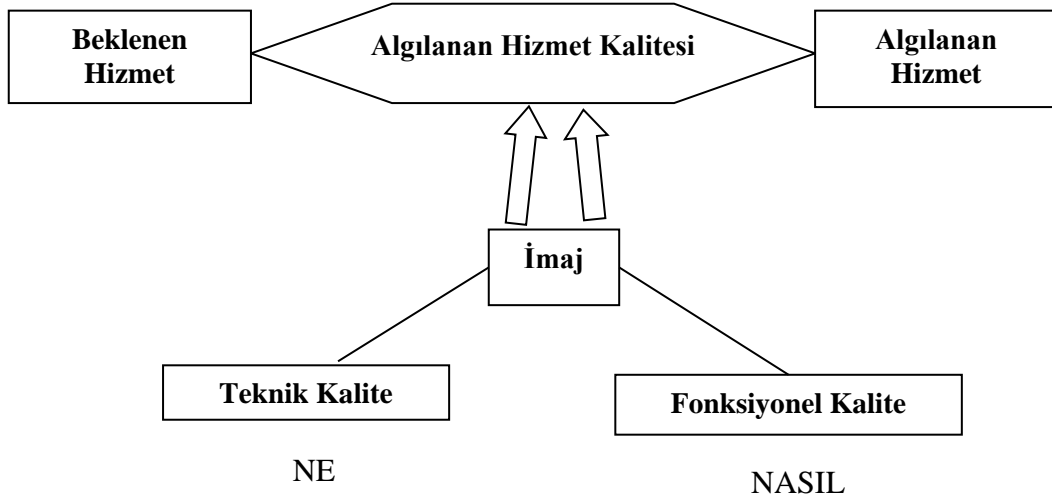 Beklenen
Hizmet
Algılanan Hizmet Kalitesi
Algılanan
Hizmet
İmaj
Teknik Kalite
Fonksiyonel Kalite
NE
NASIL